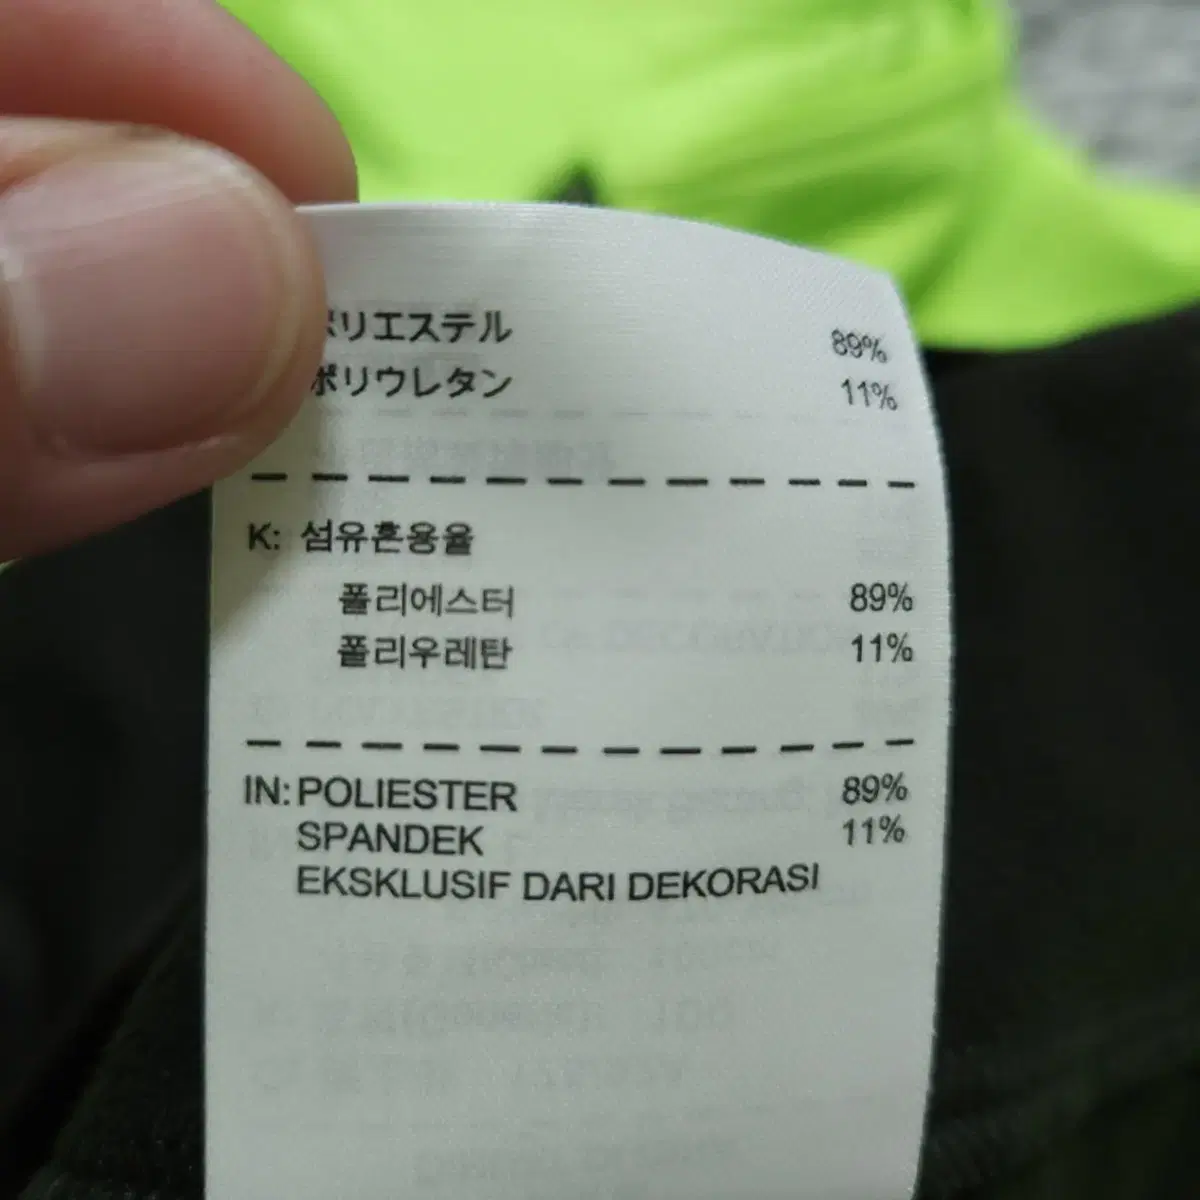 ポリエステル 89%
ポリウレタン 11%
K: 섬유혼용율
폴리에스터 89%
폴리우레탄 11%
IN: POLIESTER 89%
SPANDEK 11%
EKSKLUSIF DARI DEKORASI